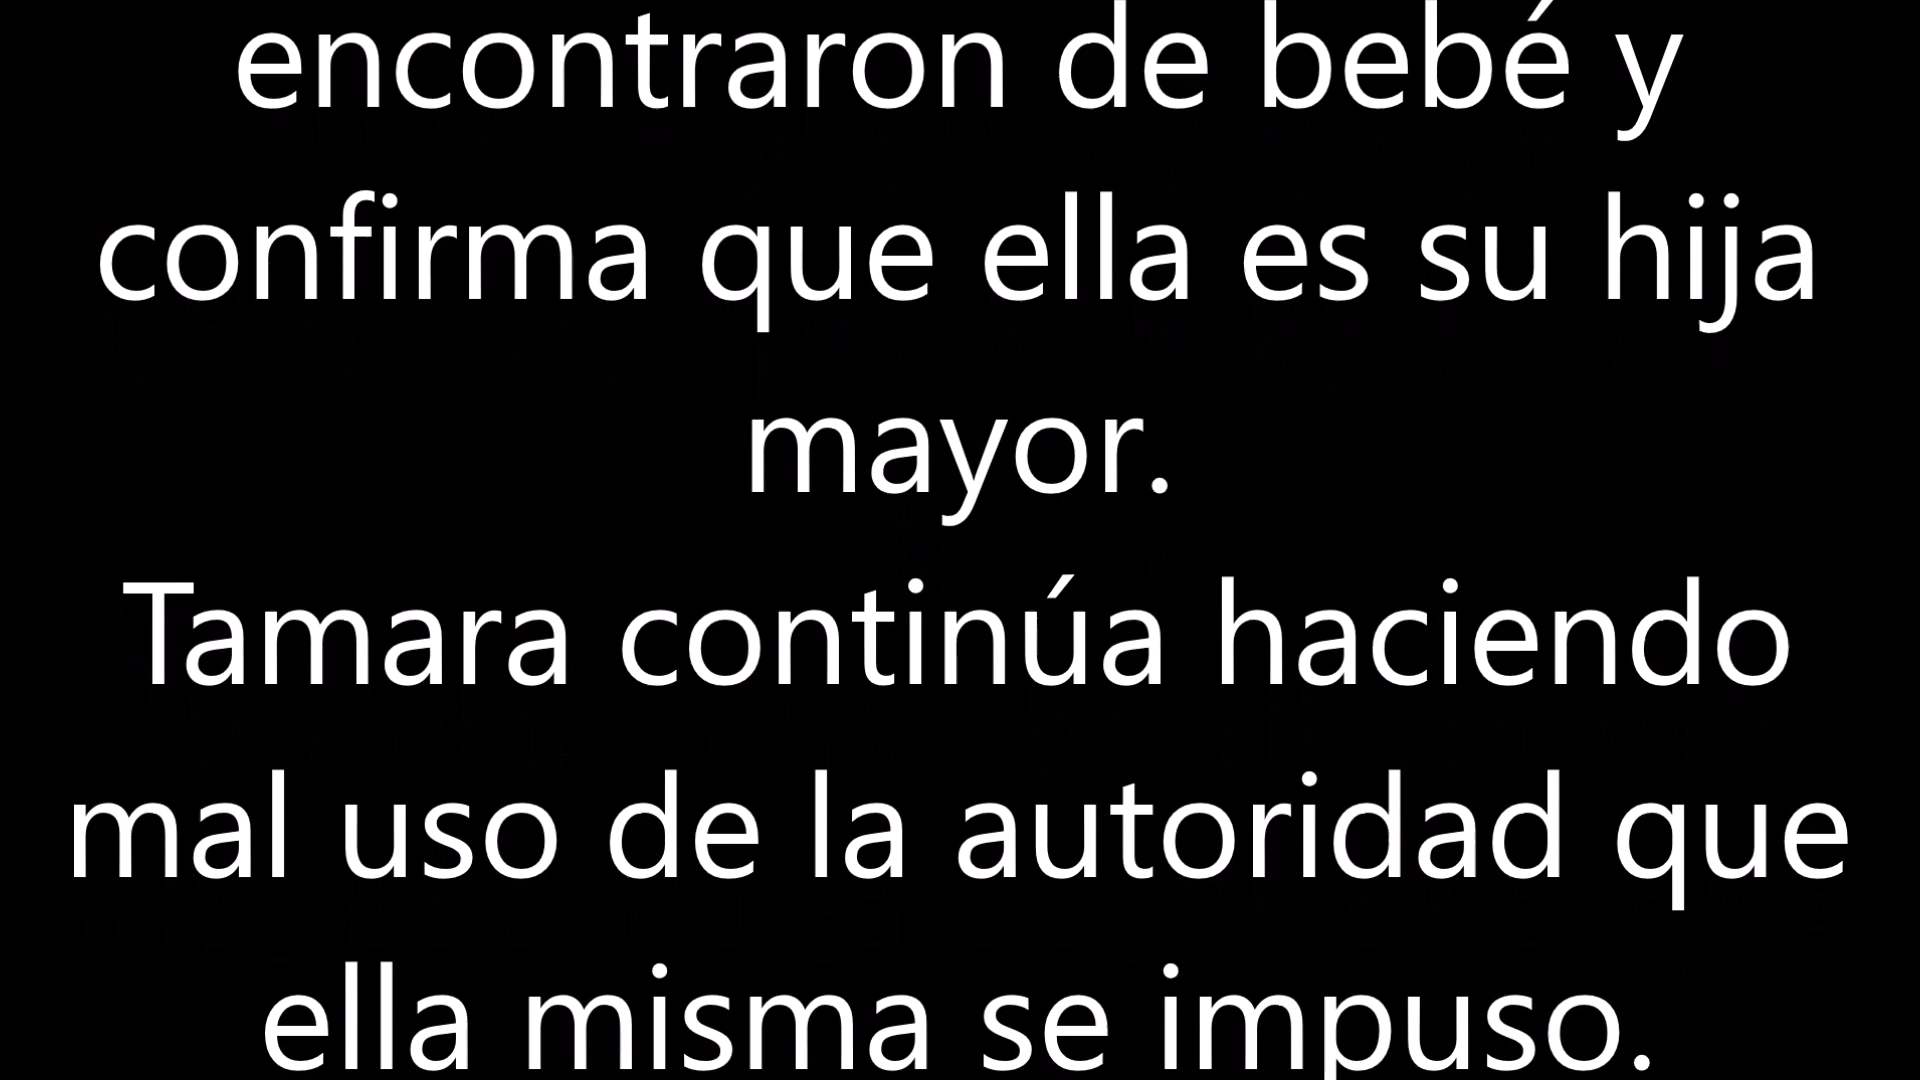 encontraron de bebé y
confirma que ella es su hija
mayor.
Tamara continúa haciendo
mal uso de la autoridad que
ella misma se impuso.